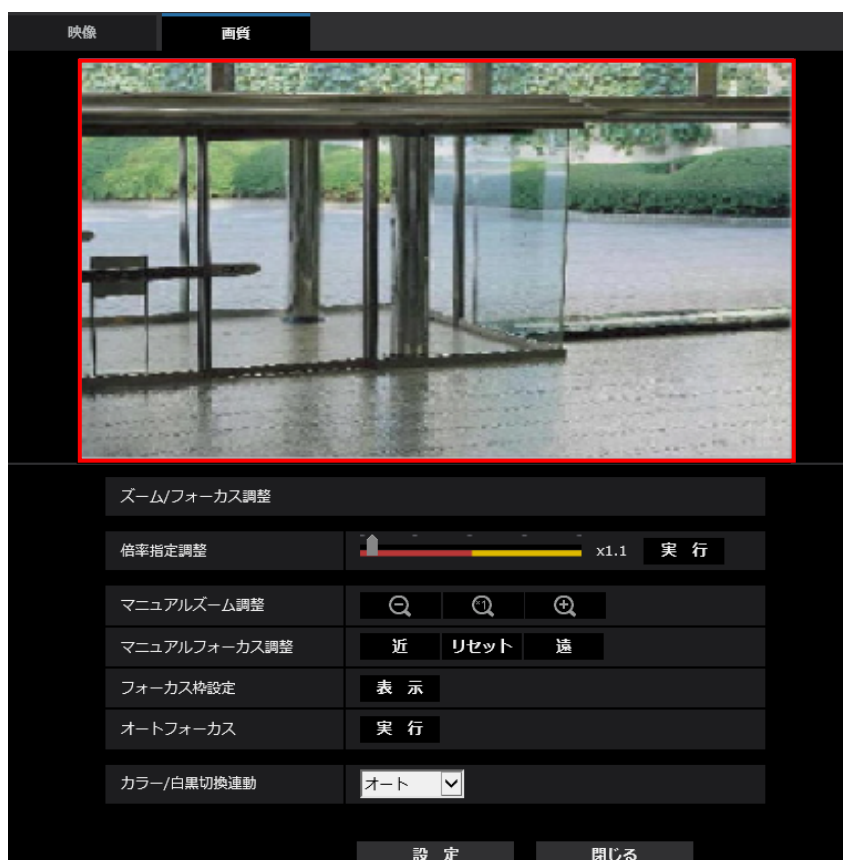 映像 画質
ズーム/フォーカス調整
倍率指定調整 x1.1 実 行
マニュアルズーム調整 ×1
マニュアルフォーカス調整 近 リセット 遠
フォーカス枠設定 表 示
オートフォーカス 実 行
カラー/白黒切換連動 オート
設 定 閉じる